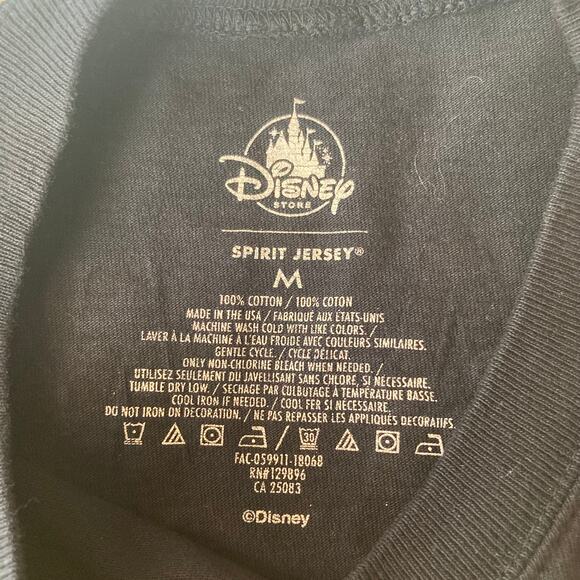 Disney
STORE
SPIRIT JERSEY®
M
100% COTTON / 100% COTON
MADE IN THE USA / FABRIQUÉ AUX ÉTATS-UNIS
MACHINE WASH COLD WITH LIKE COLORS. /
LAVER À LA MACHINE À L'EAU FROIDE AVEC COULEURS SIMILAIRES.
GENTLE CYCLE. / CYCLE DÉLICAT.
ONLY NON-CHLORINE BLEACH WHEN NEEDED. /
UTILISEZ SEULEMENT DU JAVELLISANT SANS CHLORE, SI NÉCESSAIRE.
TUMBLE DRY LOW. / SECHAGE PAR CULBUTAGE À TEMPÉRATURE BASSE.
COOL IRON IF NEEDED. / COOL FER SI NÉCESSAIRE.
DO NOT IRON ON DECORATION. / NE PAS REPASSER LES APPLIQUÉS DECORATIFS.
/ 30
FAC-059911-18068
RN#129896
CA 25083
©Disney